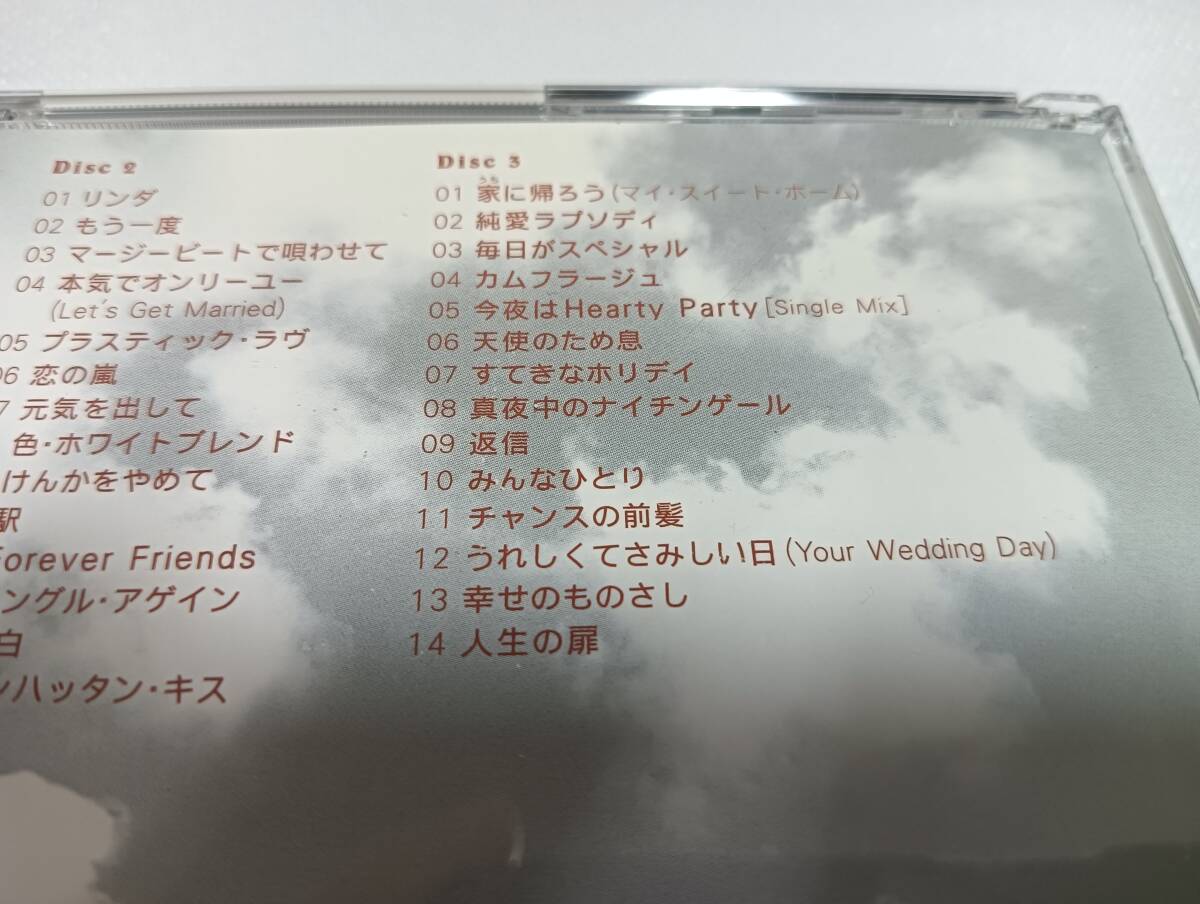 Disc 2
01 リンダ
02 もう一度
03 マージービートで唄わせて
04 本気でオンリーユー
(Let's Get Married)
05 プラスティック・ラヴ
06 恋の嵐
7 元気を出して
色・ホワイトブレンド
けんかをやめて
駅
Forever Friends
ングル・アゲイン
白
ンハッタン・キス
Disc 3
うち
01 家に帰ろう(マイ・スイート・ホーム)
02 純愛ラプソディ
03 毎日がスペシャル
04 カムフラージュ
05 今夜はHearty Party[Single Mix]
06 天使のため息
07 すてきなホリデイ
08 真夜中のナイチンゲール
09 返信
10 みんなひとり
11 チャンスの前髪
12 うれしくてさみしい日(Your Wedding Day)
13 幸せのものさし
14 人生の扉